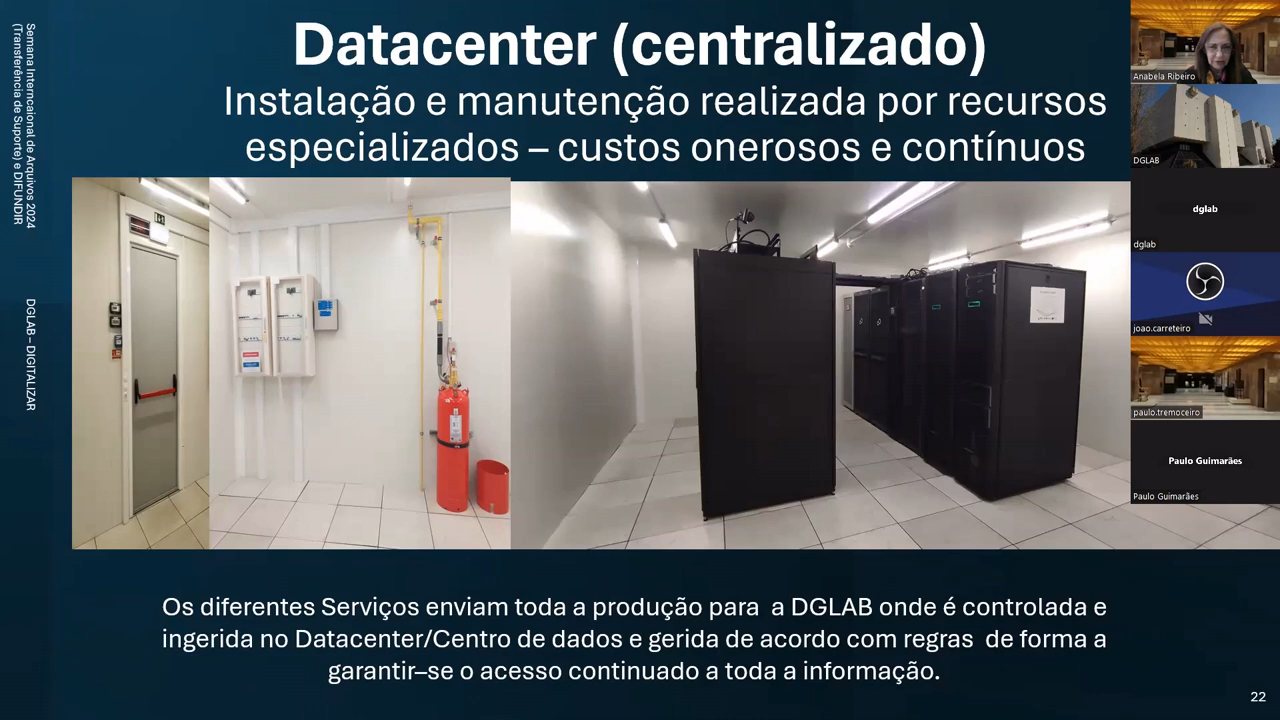 Datacenter (centralizado)
Instalação e manutenção realizada por recursos
especializados – custos onerosos e contínuos
Semana Interncional de Arquivos 2024
(Transferência de Suporte) e DIFUNDIR
DGLAB – DIGITALIZAR
Os diferentes Serviços enviam toda a produção para  a DGLAB onde é controlada e
ingerida no Datacenter/Centro de dados e gerida de acordo com regras  de forma a
garantir–se o acesso continuado a toda a informação.
22
Anabela Ribeiro
DGLAB
dglab
dglab
joao.carreteiro
paulo.tremoceiro
Paulo Guimarães
Paulo Guimarães